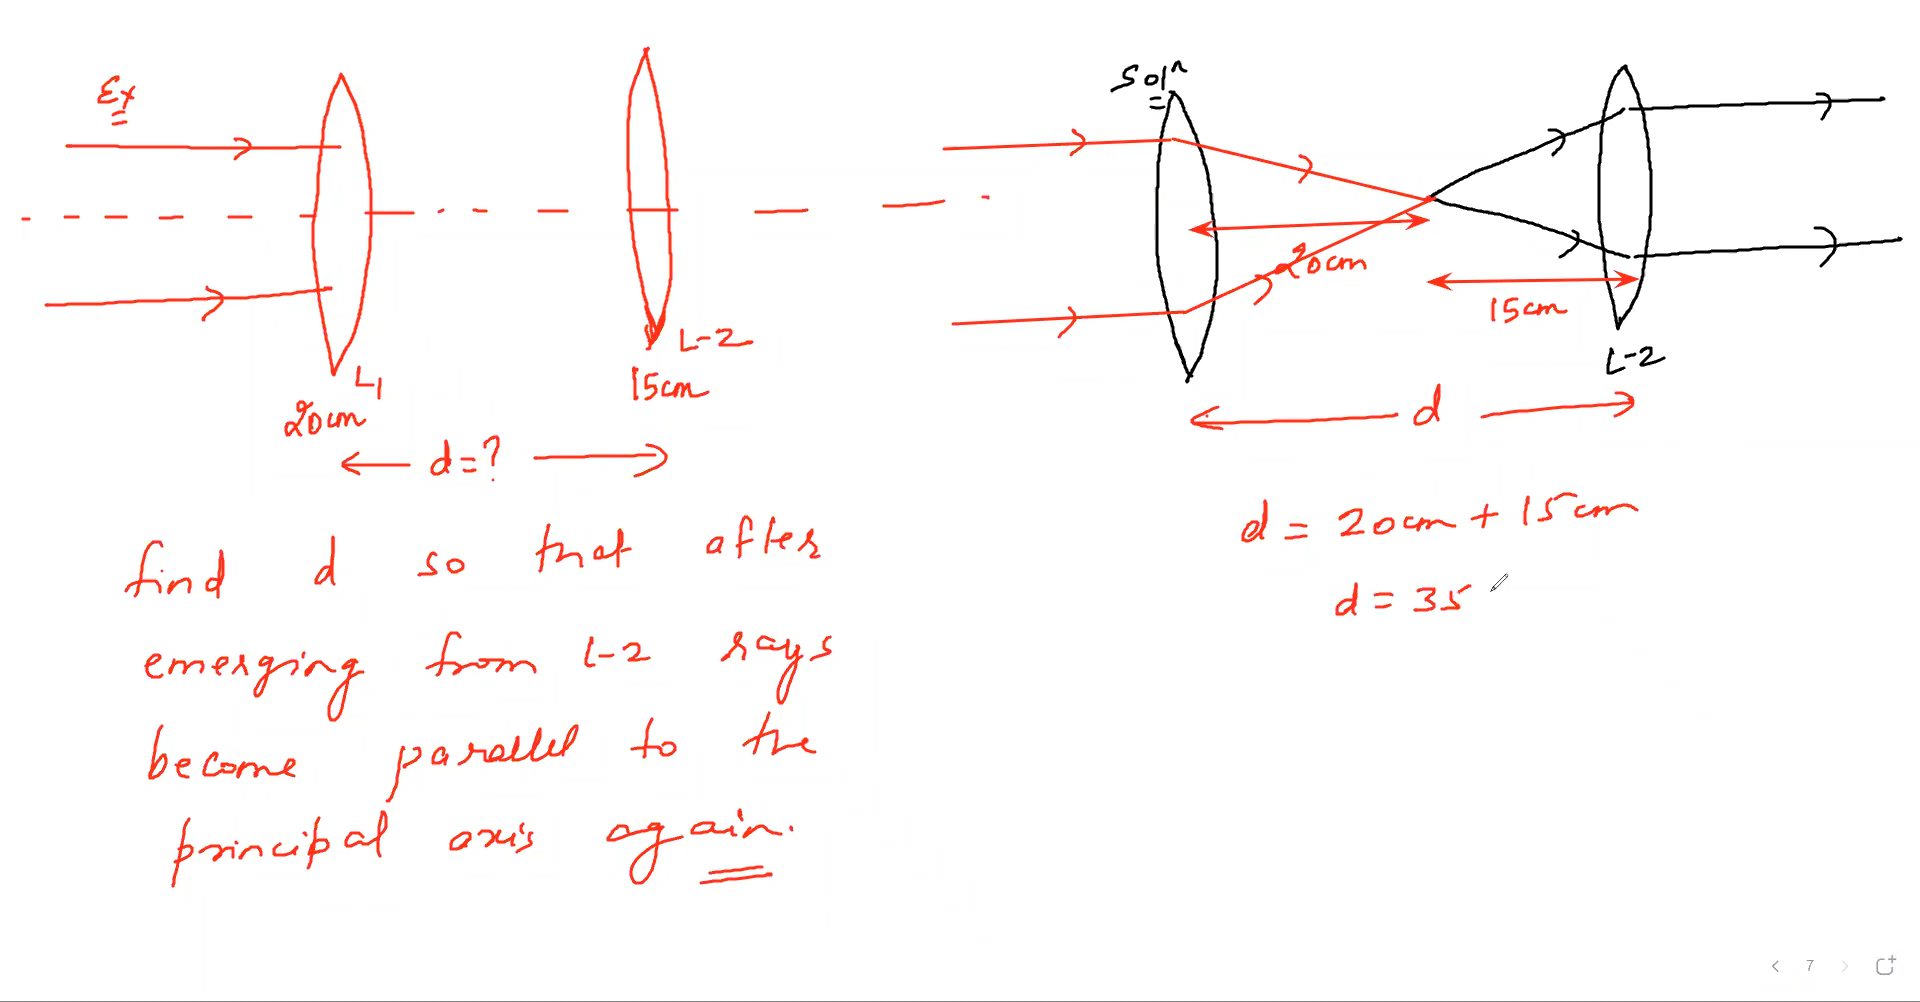 Ex
L1
20cm
L-2
15cm
d=?
find d so that after
emerging from L-2 rays
become parallel to the
principal axis again.
Solⁿ
20cm
15cm
L-2
d
d = 20cm + 15cm
d = 35
7